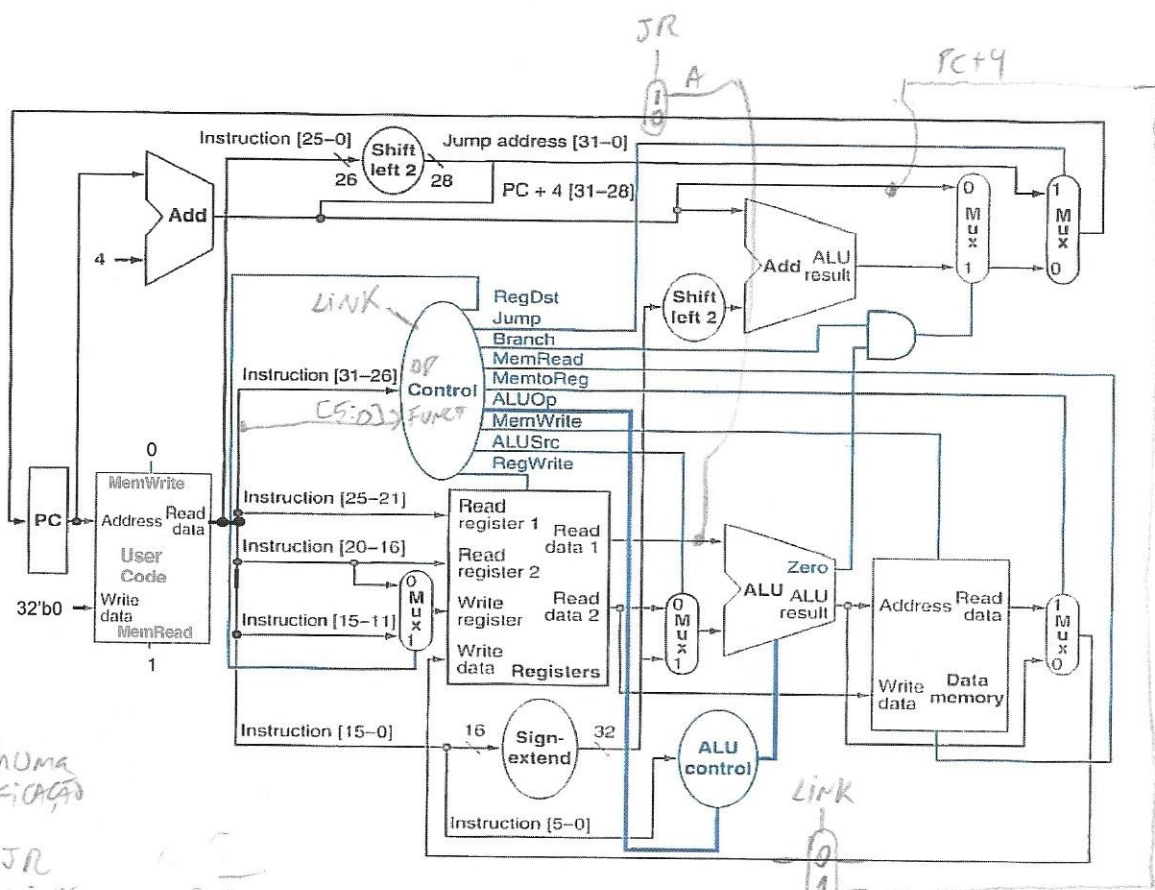 JR
A
PC+4
1
0
Instruction [25–0]
Shift left 2
Jump address [31–0]
26
28
PC + 4 [31–28]
Add
4
0
Mux
1
1
Mux
0
Add
ALU result
Shift left 2
LINK
RegDst
Jump
Branch
MemRead
MemtoReg
ALUOp
MemWrite
ALUSrc
RegWrite
Instruction [31–26]
OP
Control
[5:0]
FUNCT
0
MemWrite
PC
Address
Read data
User Code
32'b0
Write data
MemRead
1
Instruction [25–21]
Instruction [20–16]
Instruction [15–11]
0
Mux
1
Read register 1
Read register 2
Write register
Write data
Read data 1
Read data 2
Registers
0
Mux
1
Zero
ALU
ALU result
Address
Read data
Write data
Data memory
1
Mux
0
Instruction [15–0]
16
Sign-extend
32
ALU control
Instruction [5–0]
LINK
0
1
JR